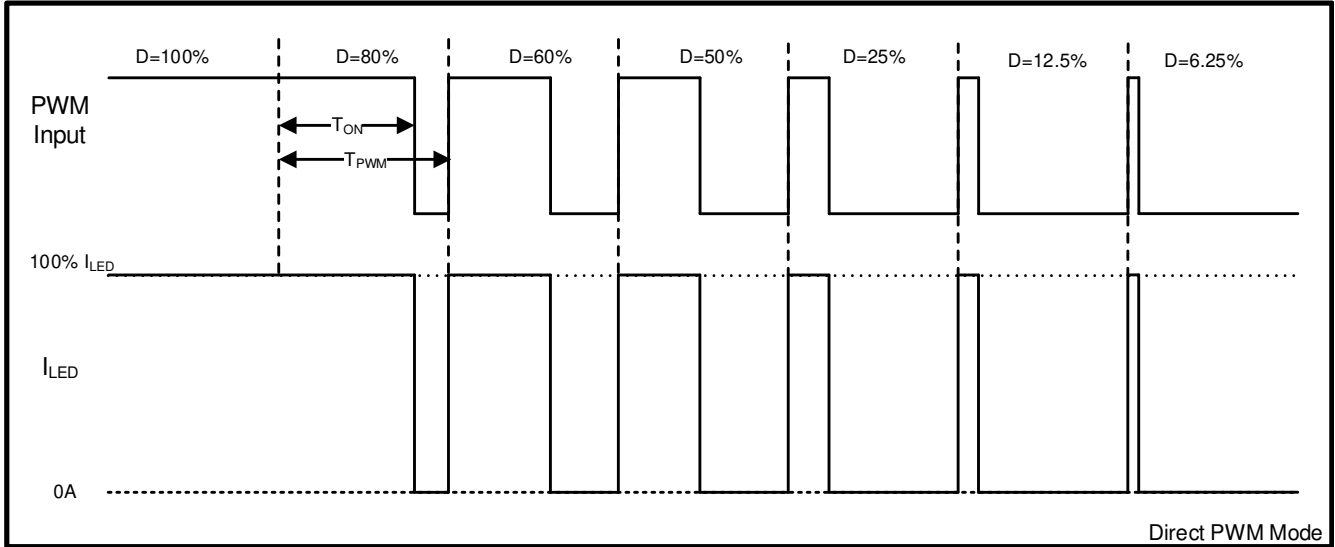 D=100%
D=80%
D=60%
D=50%
D=25%
D=12.5%
D=6.25%
PWM
Input
TON
TPWM
100% ILED
ILED
0A
Direct PWM Mode